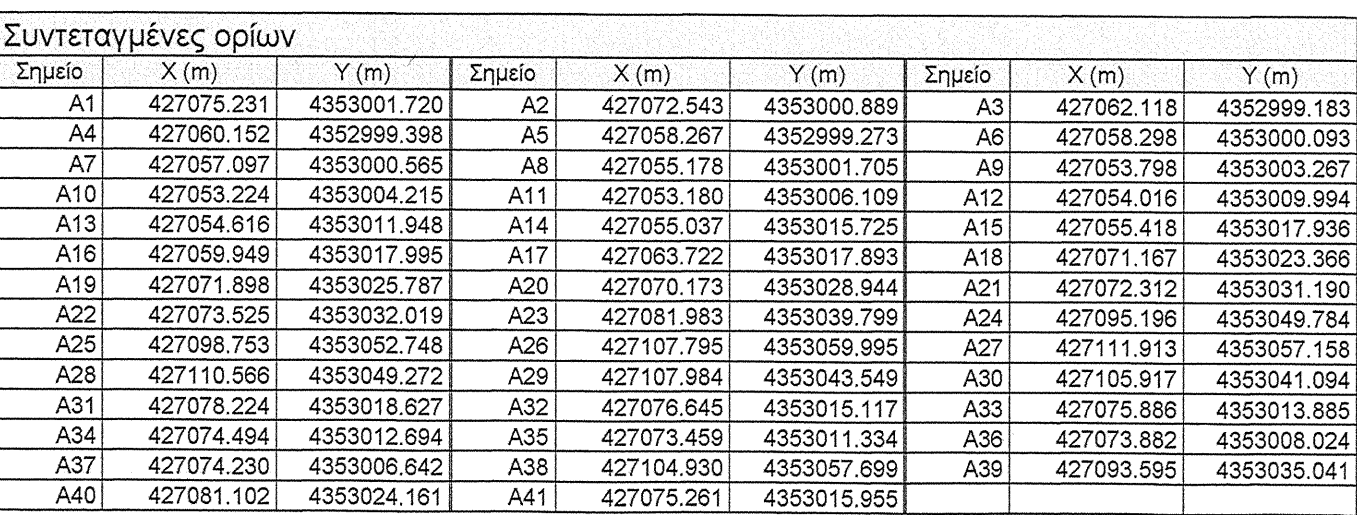 Συντεταγμένες ορίων
Σημείο X (m) Y (m) Σημείο X (m) Y (m) Σημείο X (m) Y (m)
A1 427075.231 4353001.720 A2 427072.543 4353000.889 A3 427062.118 4352999.183
A4 427060.152 4352999.398 A5 427058.267 4352999.273 A6 427058.298 4353000.093
A7 427057.097 4353000.565 A8 427055.178 4353001.705 A9 427053.798 4353003.267
A10 427053.224 4353004.215 A11 427053.180 4353006.109 A12 427054.016 4353009.994
A13 427054.616 4353011.948 A14 427055.037 4353015.725 A15 427055.418 4353017.936
A16 427059.949 4353017.995 A17 427063.722 4353017.893 A18 427071.167 4353023.366
A19 427071.898 4353025.787 A20 427070.173 4353028.944 A21 427072.312 4353031.190
A22 427073.525 4353032.019 A23 427081.983 4353039.799 A24 427095.196 4353049.784
A25 427098.753 4353052.748 A26 427107.795 4353059.995 A27 427111.913 4353057.158
A28 427110.566 4353049.272 A29 427107.984 4353043.549 A30 427105.917 4353041.094
A31 427078.224 4353018.627 A32 427076.645 4353015.117 A33 427075.886 4353013.885
A34 427074.494 4353012.694 A35 427073.459 4353011.334 A36 427073.882 4353008.024
A37 427074.230 4353006.642 A38 427104.930 4353057.699 A39 427093.595 4353035.041
A40 427081.102 4353024.161 A41 427075.261 4353015.955